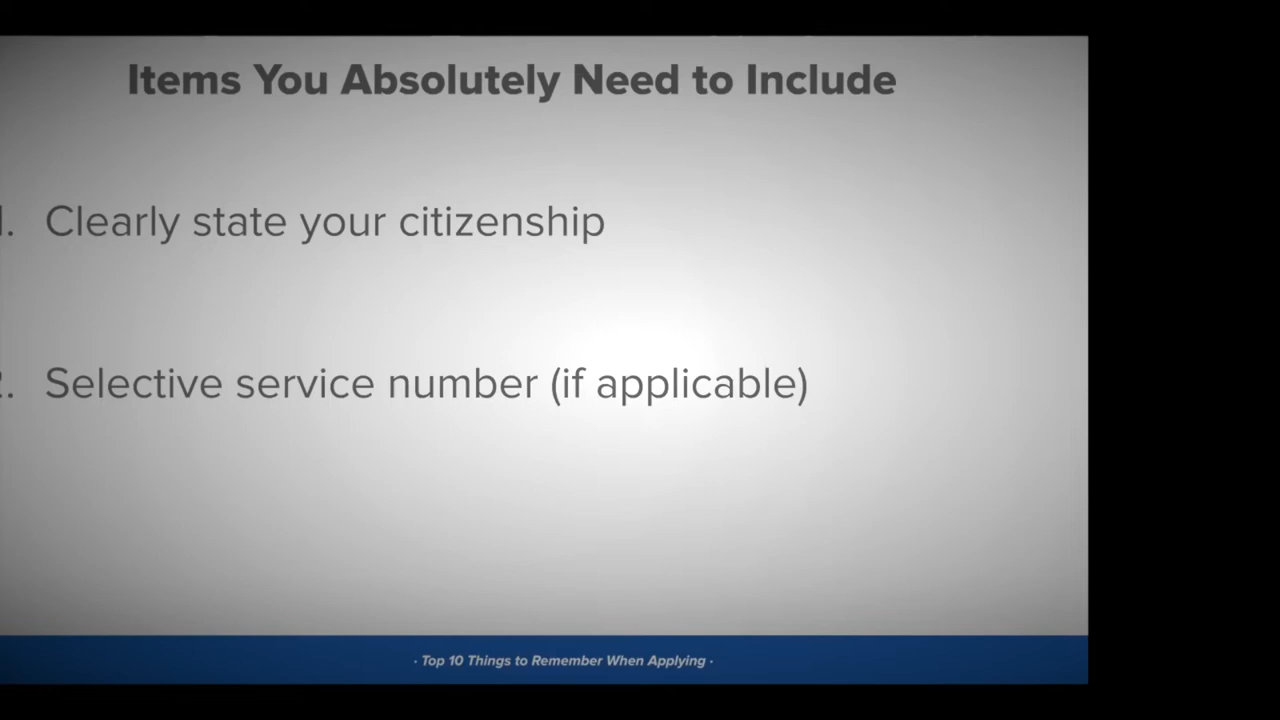 Items You Absolutely Need to Include
Clearly state your citizenship
Selective service number (if applicable)
· Top 10 Things to Remember When Applying ·